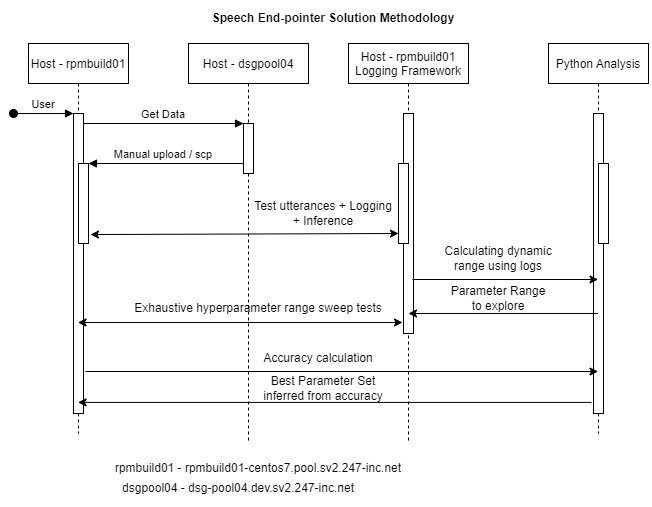 Speech End-pointer Solution Methodology
Host - rpmbuild01
Host - dsgpool04
Host - rpmbuild01
Logging Framework
Python Analysis
User
Get Data
Manual upload / scp
Test utterances + Logging
+ Inference
Calculating dynamic
range using logs
Parameter Range
to explore
Exhaustive hyperparameter range sweep tests
Accuracy calculation
Best Parameter Set
inferred from accuracy
rpmbuild01 - rpmbuild01-centos7.pool.sv2.247-inc.net
dsgpool04 - dsg-pool04.dev.sv2.247-inc.net